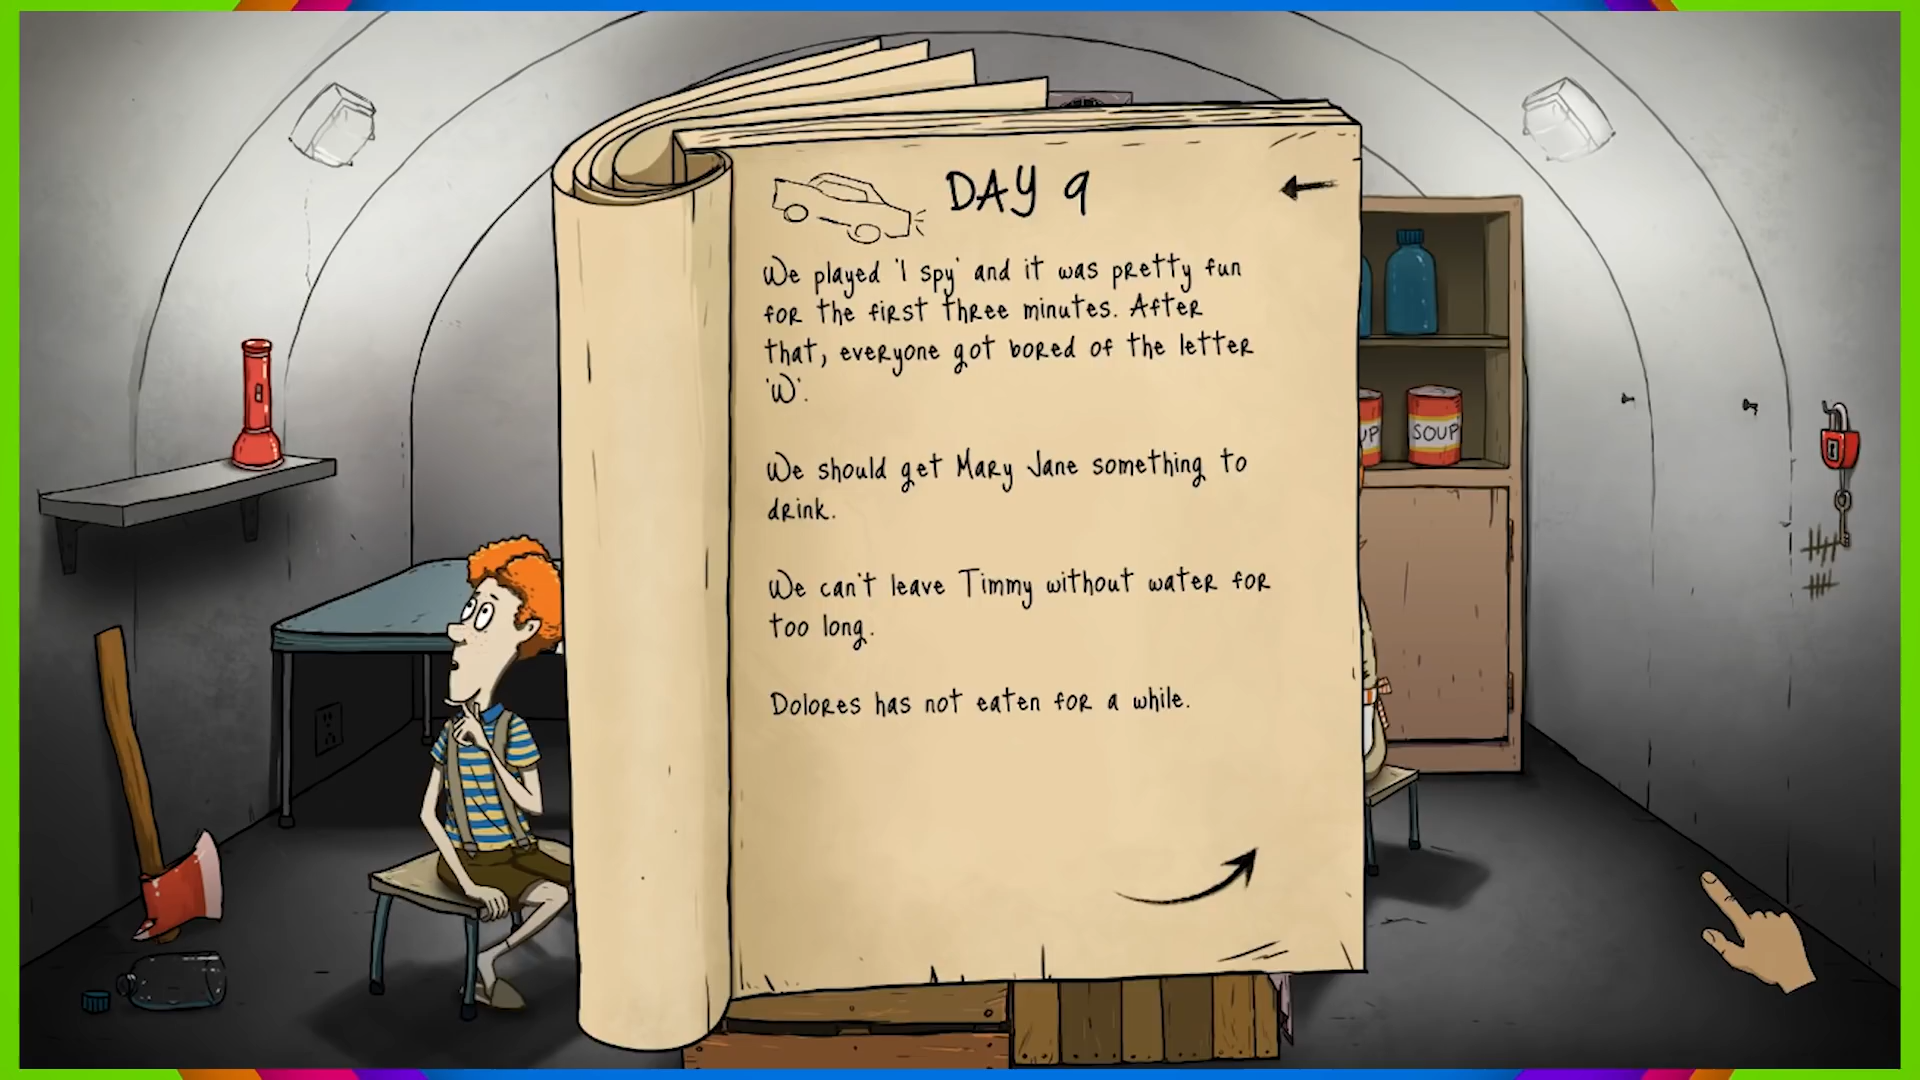 DAY 9
We played 'I spy' and it was pretty fun
for the first three minutes. After
that, everyone got bored of the letter
'W'.
We should get Mary Jane something to
drink.
We can't leave Timmy without water for
too long.
Dolores has not eaten for a while.
UP
SOUP